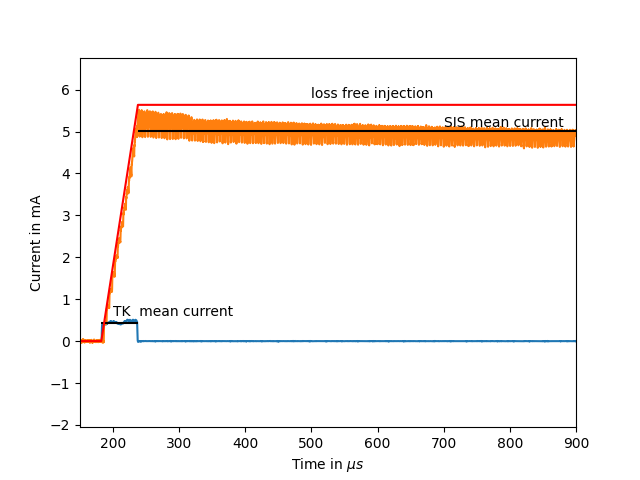 6
5
4
3
2
1
0
−1
−2
Current in mA
loss free injection
SIS mean current
TK  mean current
200 300 400 500 600 700 800 900
Time in μs